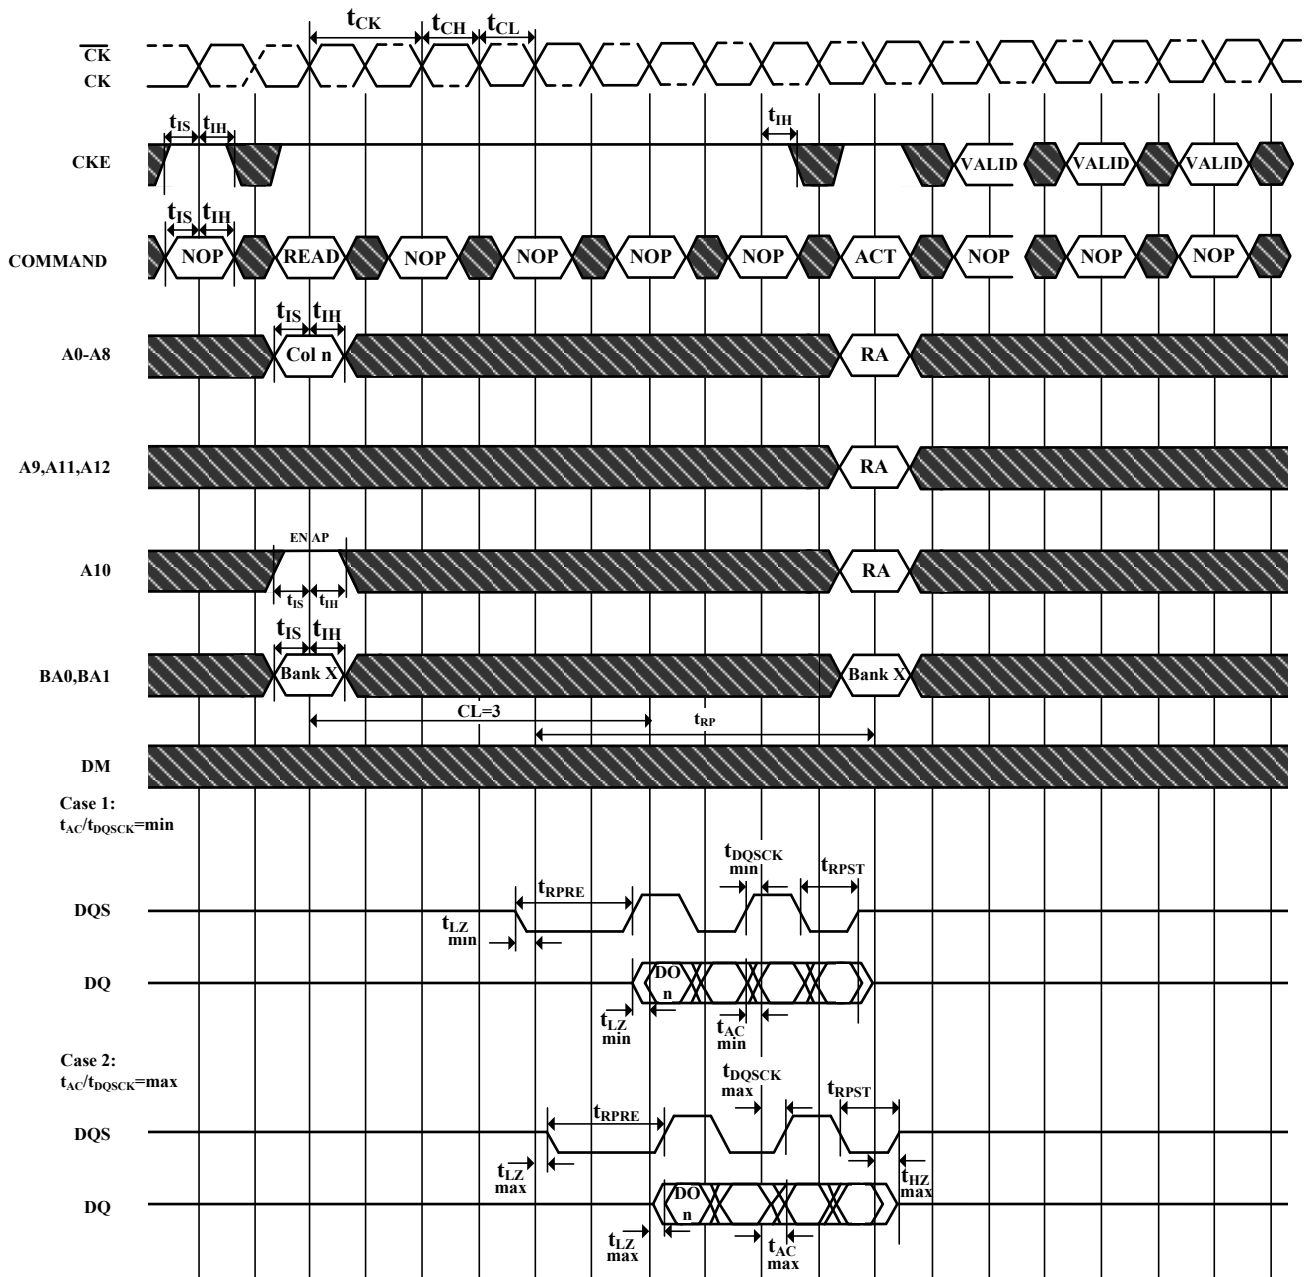 tCK tCH tCL
CK
CK
tIS tIH tIH
CKE VALID VALID VALID
tIS tIH
COMMAND NOP READ NOP NOP NOP NOP ACT NOP NOP NOP
tIS tIH
A0-A8 Col n RA
A9,A11,A12 RA
EN AP
A10 RA
tIS tIH
tIS tIH
BA0,BA1 Bank X Bank X
CL=3 tRP
DM
Case 1:
tAC/tDQSCK=min
tDQSCK
min
tRPST
tRPRE
DQS
tLZ
min
DQ DO
n
tLZ
min
tAC
min
Case 2:
tAC/tDQSCK=max
tDQSCK
max
tRPST
tRPRE
DQS
tLZ
max
tHZ
max
DQ DO
n
tLZ
max
tAC
max